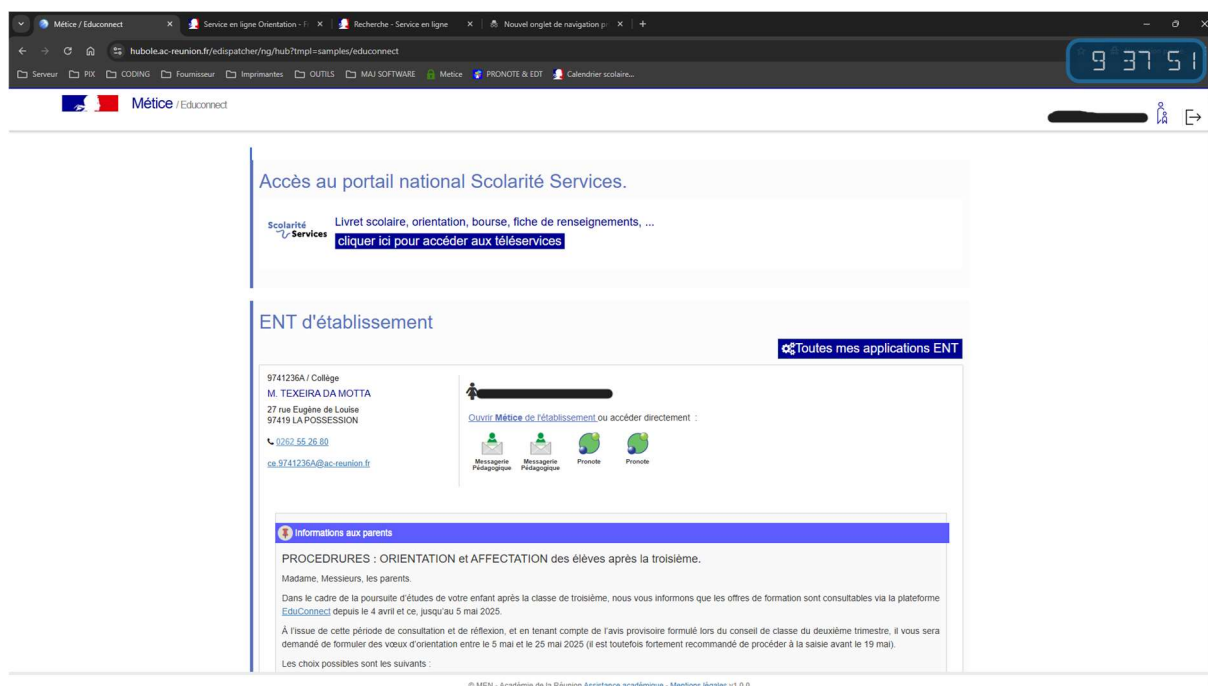 Métice / Educonnect
Service en ligne Orientation - F
Recherche - Service en ligne
Nouvel onglet de navigation p
hubole.ac-reunion.fr/edispatcher/ng/hub?tmpl=samples/educonnect
9 37 51
Serveur PIX CODING Fournisseur Imprimantes OUTILS MAJ SOFTWARE Metice PRONOTE & EDT Calendrier scolaire...
Métice / Educonnect
Accès au portail national Scolarité Services.
Scolarité Services
Livret scolaire, orientation, bourse, fiche de renseignements, ...
cliquer ici pour accéder aux téléservices
ENT d'établissement
Toutes mes applications ENT
9741236A / Collège
M. TEXEIRA DA MOTTA
27 rue Eugène de Louise
97419 LA POSSESSION
0262 55 26 80
ce.9741236A@ac-reunion.fr
Ouvrir Métice de l'établissement ou accéder directement :
Messagerie Pédagogique
Messagerie Pédagogique
Pronote
Pronote
Informations aux parents
PROCEDRURES : ORIENTATION et AFFECTATION des élèves après la troisième.
Madame, Messieurs, les parents.
Dans le cadre de la poursuite d'études de votre enfant après la classe de troisième, nous vous informons que les offres de formation sont consultables via la plateforme
EduConnect depuis le 4 avril et ce, jusqu'au 5 mai 2025.
À l'issue de cette période de consultation et de réflexion, et en tenant compte de l'avis provisoire formulé lors du conseil de classe du deuxième trimestre, il vous sera
demandé de formuler des vœux d'orientation entre le 5 mai et le 25 mai 2025 (il est toutefois fortement recommandé de procéder à la saisie avant le 19 mai).
Les choix possibles sont les suivants :
© MEN - Académie de la Réunion Assistance académique - Mentions légales v1.0.0